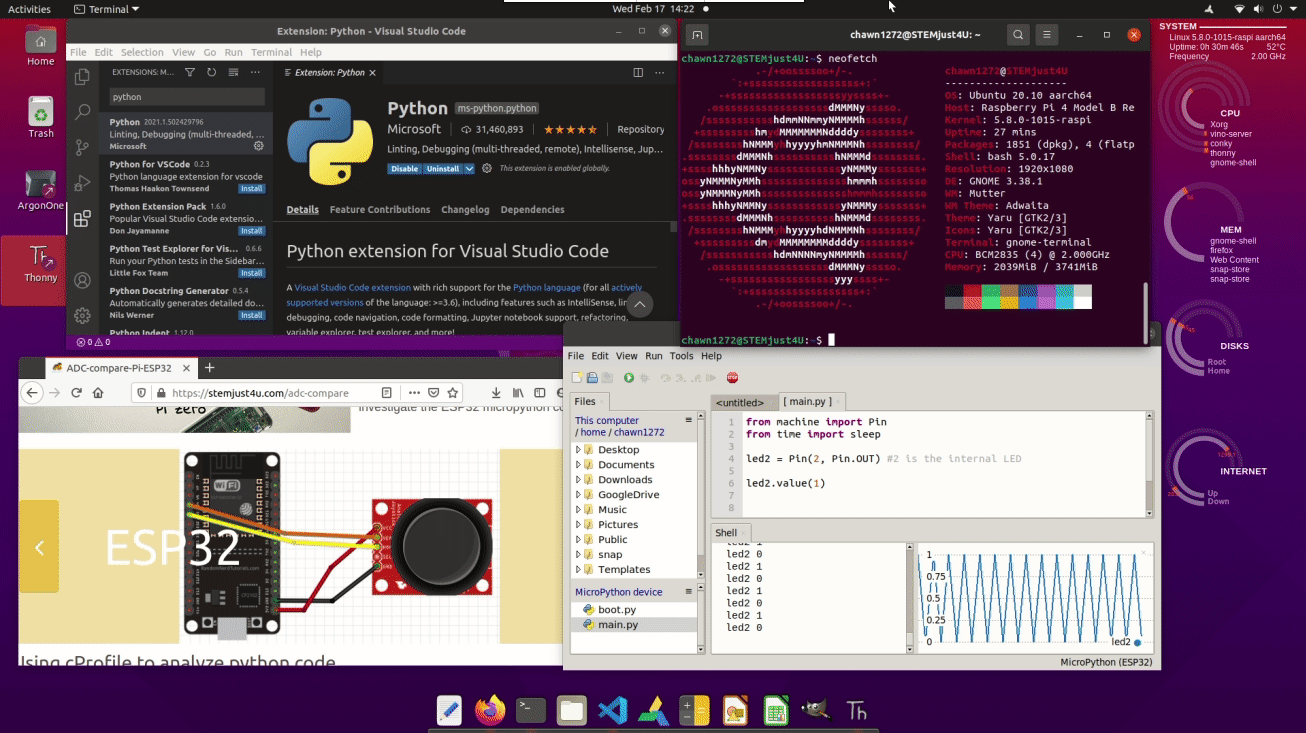 Activities
Terminal
Wed Feb 17 14:22
Home
Trash
ArgonOne
Thonny
Extension: Python - Visual Studio Code
File Edit Selection View Go Run Terminal Help
EXTENSIONS: M...
python
Python 2021.1.502429796
Linting, Debugging (multi-threaded, ...
Microsoft
Python for VSCode 0.2.3
Python language extension for vscode
Thomas Haakon Townsend Install
Python Extension Pack 1.6.0
Popular Visual Studio Code extensio...
Don Jayamanne Install
Python Test Explorer for Vis... 0.6.6
Run your Python tests in the Sidebar...
Little Fox Team Install
Python Docstring Generator 0.5.4
Automatically generates detailed do...
Nils Werner Install
Python Indent 1.12.0
0 0
Extension: Python
Python ms-python.python
Microsoft 31,460,893 Repository
Linting, Debugging (multi-threaded, remote), Intellisense, Jup...
Disable Uninstall This extension is enabled globally.
Details Feature Contributions Changelog Dependencies
Python extension for Visual Studio Code
A Visual Studio Code extension with rich support for the Python language (for all actively
supported versions of the language: >=3.6), including features such as IntelliSense,
debugging, code navigation, code formatting, Jupyter notebook support, refactoring,
variable explorer, test explorer, and more!
chawn1272@STEMjust4U: ~
chawn1272@STEMjust4U:~$ neofetch
chawn1272@STEMjust4U
OS: Ubuntu 20.10 aarch64
Host: Raspberry Pi 4 Model B Re
Kernel: 5.8.0-1015-raspi
Uptime: 27 mins
Packages: 1851 (dpkg), 4 (flatp
Shell: bash 5.0.17
Resolution: 1920x1080
DE: GNOME 3.38.1
WM: Mutter
WM Theme: Adwaita
Theme: Yaru [GTK2/3]
Icons: Yaru [GTK2/3]
Terminal: gnome-terminal
CPU: BCM2835 (4) @ 2.000GHz
Memory: 2039MiB / 3741MiB
chawn1272@STEMjust4U:~$
SYSTEM
Linux 5.8.0-1015-raspi aarch64
Uptime: 0h 30m 46s 52°C
Frequency 2.00 GHz
CPU
Xorg
vino-server
conky
thonny
gnome-shell
MEM
gnome-shell
firefox
Web Content
snap-store
snap-store
DISKS
Root
Home
INTERNET
Up
Down
ADC-compare-Pi-ESP32
https://stemjust4u.com/adc-compare
Pi zero
Investigate the ESP32 micropython
WiFi
ESP32
Using cProfile to analyze python code
File Edit View Run Tools Help
Files
This computer
/ home / chawn1272
Desktop
Documents
Downloads
GoogleDrive
Music
Pictures
Public
snap
Templates
MicroPython device
boot.py
main.py
<untitled> [ main.py ]
1 from machine import Pin
2 from time import sleep
3
4 led2 = Pin(2, Pin.OUT) #2 is the internal LED
5
6 led2.value(1)
7
8
Shell
led2 1
led2 0
led2 1
led2 0
led2 1
led2 0
led2 1
led2 0
1
0.75
0.5
0.25
0
led2
MicroPython (ESP32)
Th